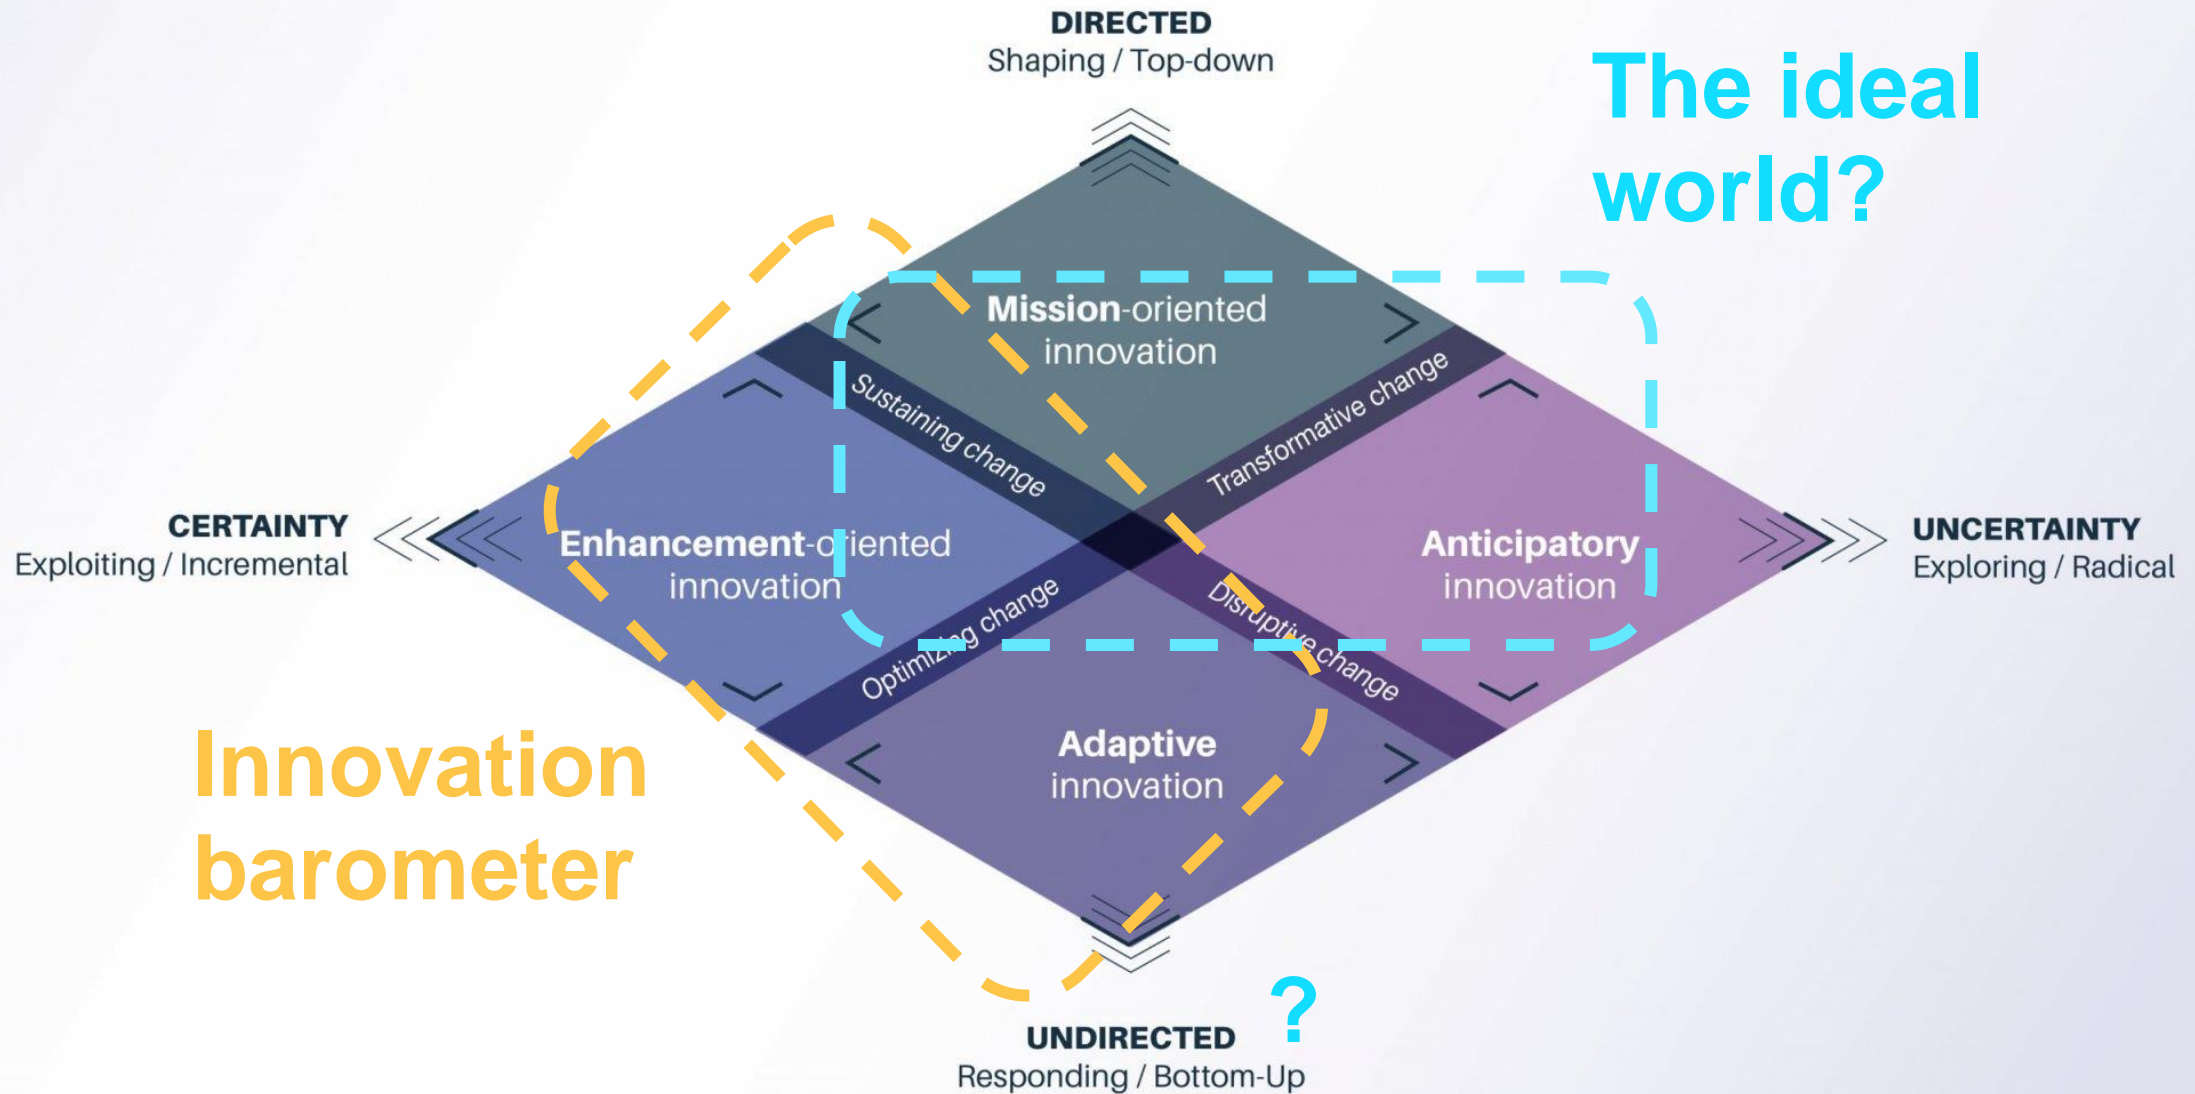 DIRECTED
Shaping / Top-down
The ideal
world?
Mission-oriented
innovation
Sustaining change
Transformative change
CERTAINTY
Exploiting / Incremental
Enhancement-oriented
innovation
Anticipatory
innovation
UNCERTAINTY
Exploring / Radical
Optimizing change
Disruptive change
Innovation
barometer
Adaptive
innovation
?
UNDIRECTED
Responding / Bottom-Up